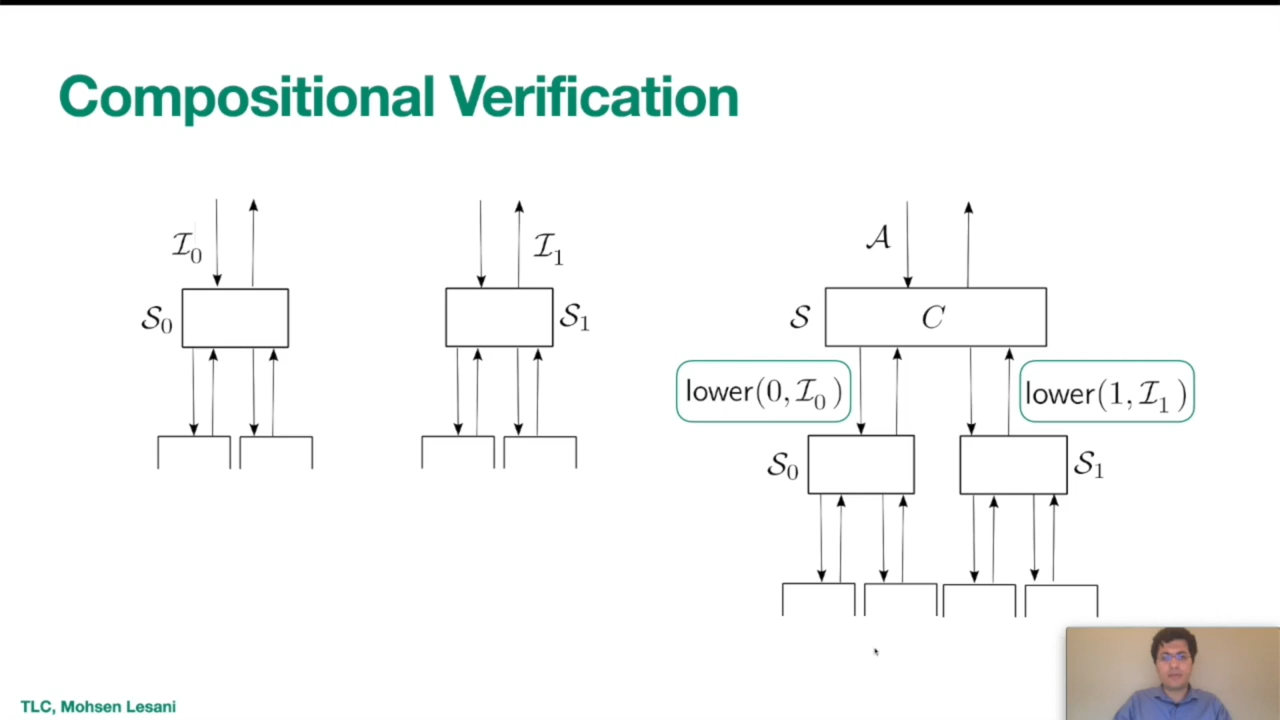 Compositional Verification
𝓘₀
𝓘₁
𝓢₀
𝓢₁
𝓐
𝓢
C
lower(0, 𝓘₀)
lower(1, 𝓘₁)
𝓢₀
𝓢₁
TLC, Mohsen Lesani